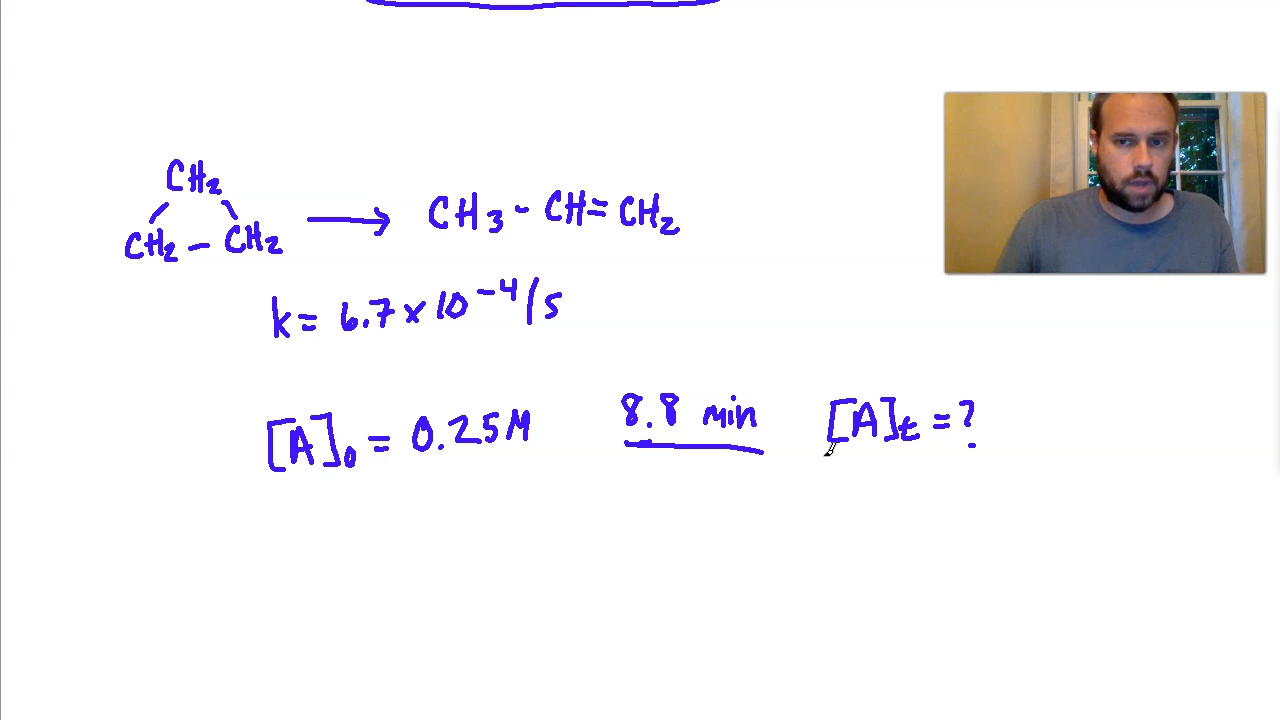 CH₂
CH₂ – CH₂ → CH₃ - CH = CH₂
k = 6.7 x 10⁻⁴/s
[A]₀ = 0.25M 8.8 min [A]t = ?